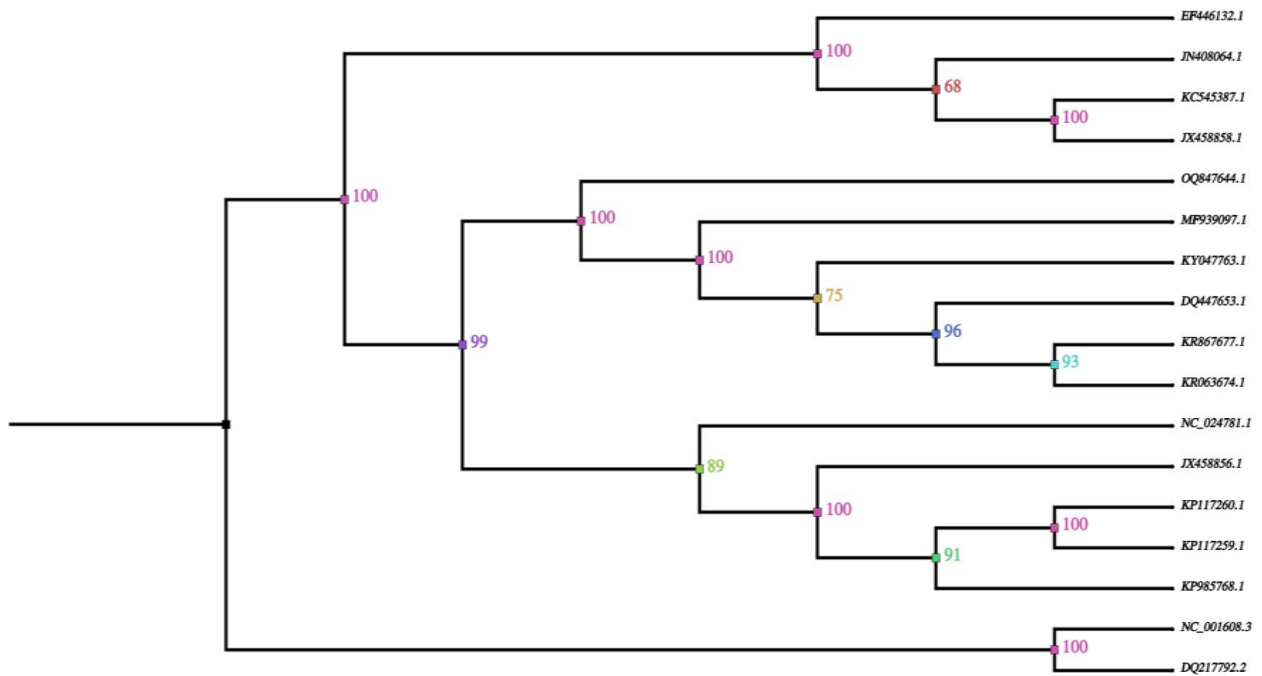 EF446132.1
100
JN408064.1
68
KC545387.1
100
JX458858.1
OQ847644.1
100
100
MF939097.1
100
KY047763.1
75
DQ447653.1
96
99
KR867677.1
93
KR063674.1
NC_024781.1
89
JX458856.1
100
KP117260.1
100
KP117259.1
91
KP985768.1
NC_001608.3
100
DQ217792.2